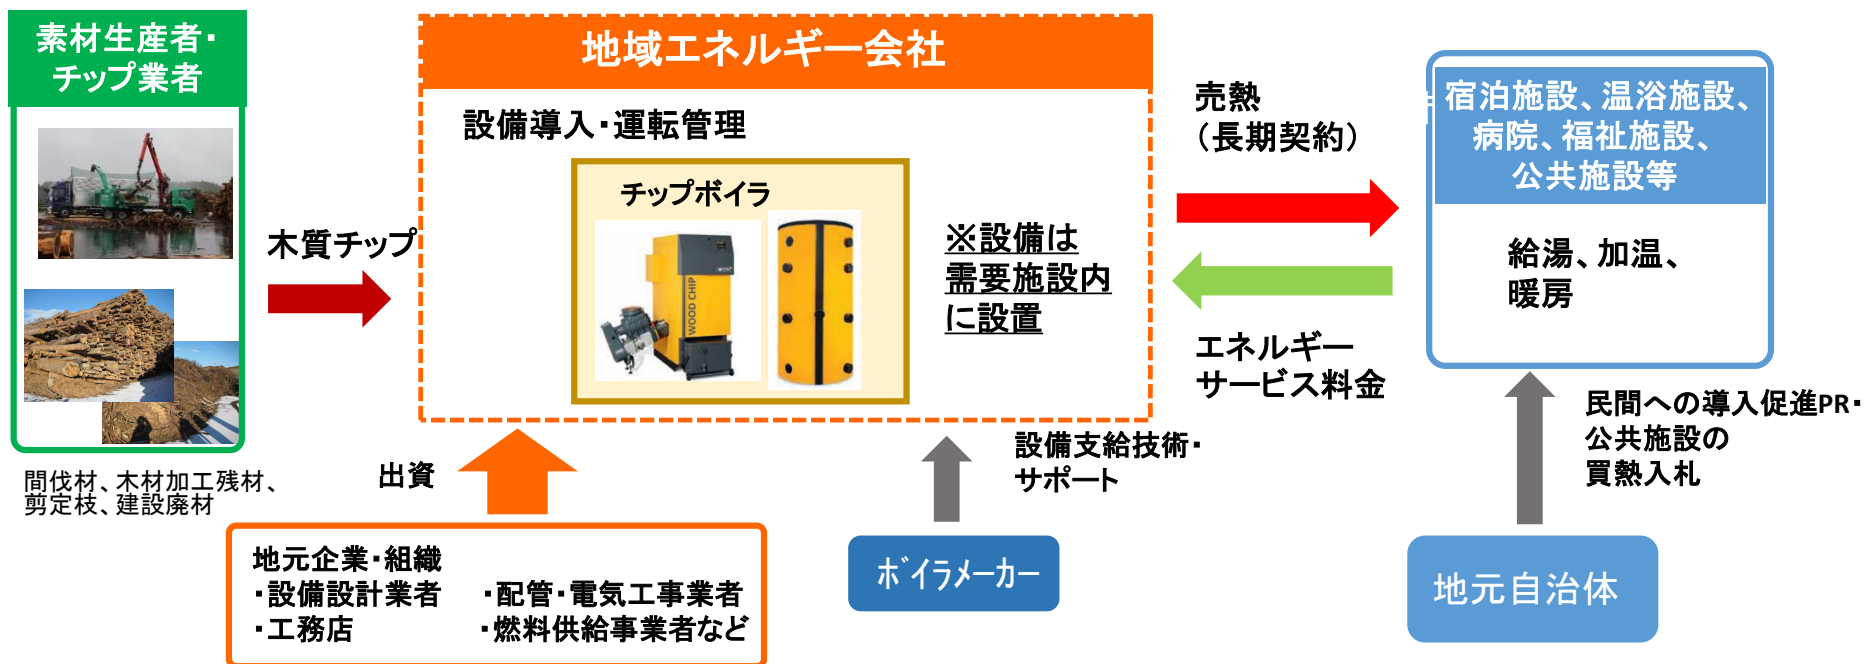 素材生産者・
チップ業者
木質チップ
間伐材、木材加工残材、
剪定枝、建設廃材
地域エネルギー会社
設備導入・運転管理
チップボイラ
WOOD CHIP
※設備は
需要施設内
に設置
売熱
（長期契約）
エネルギー
サービス料金
宿泊施設、温浴施設、
病院、福祉施設、
公共施設等
給湯、加温、
暖房
出資
地元企業・組織
・設備設計業者 ・配管・電気工事業者
・工務店 ・燃料供給事業者など
設備支給技術・
サポート
ボイラメーカー
民間への導入促進PR・
公共施設の
買熱入札
地元自治体